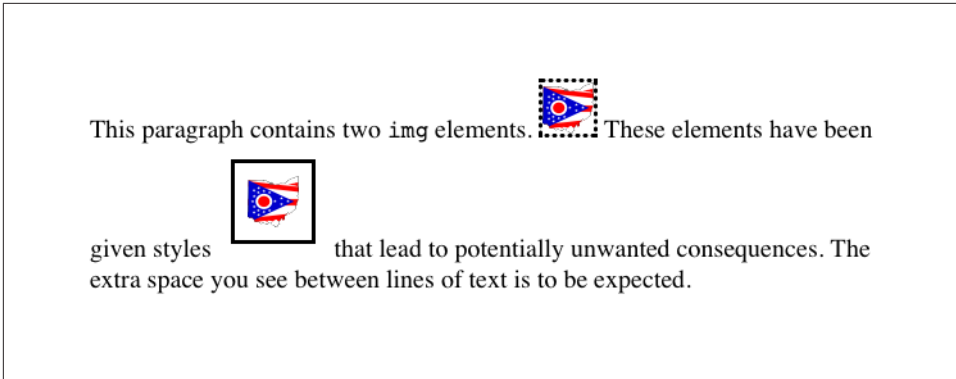 This paragraph contains two img elements. These elements have been
given styles that lead to potentially unwanted consequences. The
extra space you see between lines of text is to be expected.